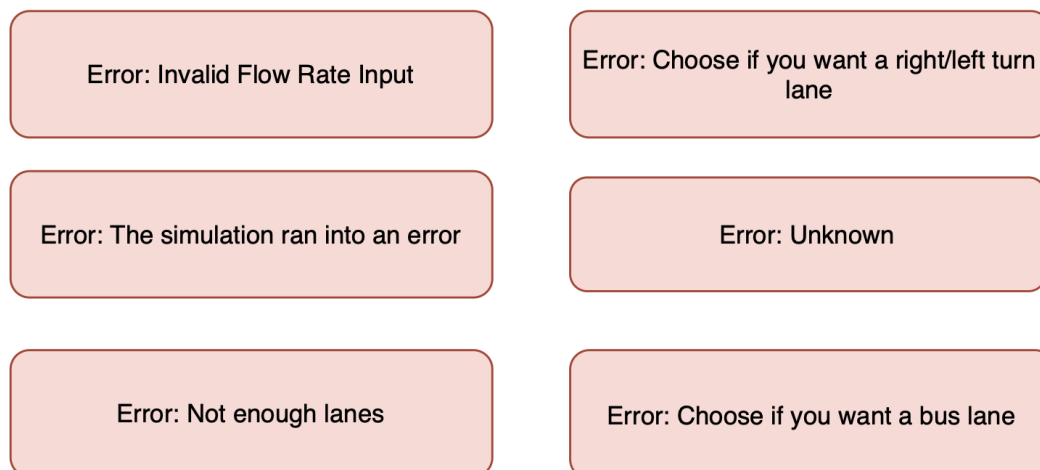 Error: Invalid Flow Rate Input
Error: Choose if you want a right/left turn
lane
Error: The simulation ran into an error
Error: Unknown
Error: Not enough lanes
Error: Choose if you want a bus lane